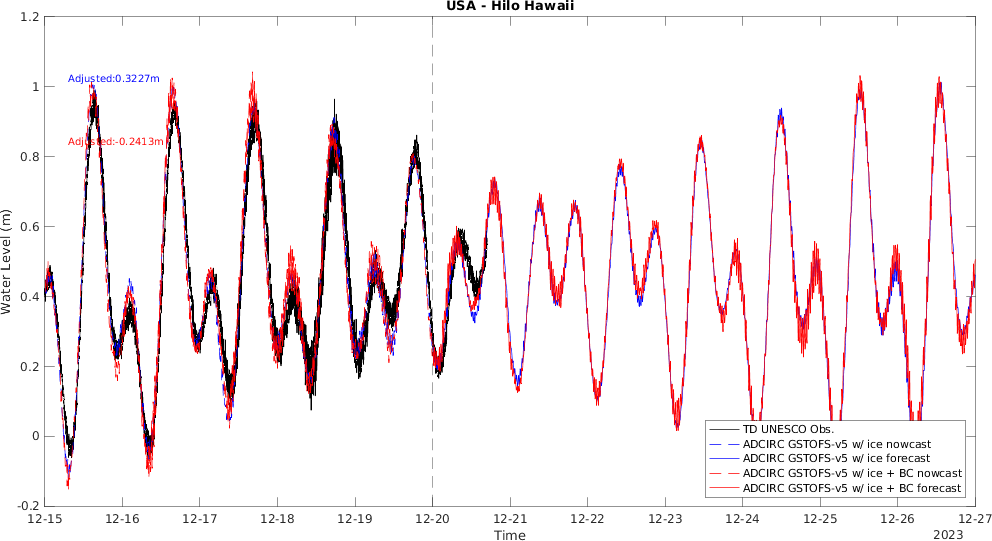 USA - Hilo Hawaii
1.2
1
0.8
0.6
0.4
0.2
0
-0.2
Water Level (m)
Adjusted:0.3227m
Adjusted:-0.2413m
TD UNESCO Obs.
ADCIRC GSTOFS-v5 w/ ice nowcast
ADCIRC GSTOFS-v5 w/ ice forecast
ADCIRC GSTOFS-v5 w/ ice + BC nowcast
ADCIRC GSTOFS-v5 w/ ice + BC forecast
12-15 12-16 12-17 12-18 12-19 12-20 12-21 12-22 12-23 12-24 12-25 12-26 12-27
Time
2023